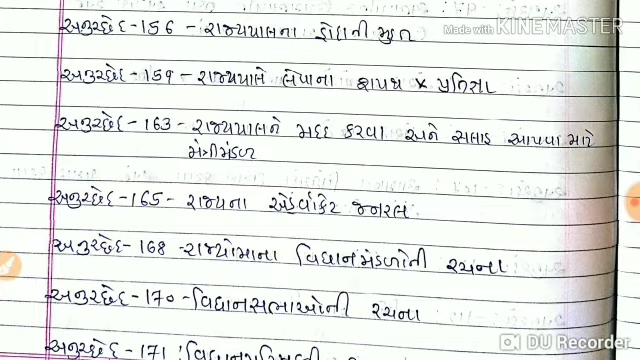 અનુચ્છેદ-156 - રાજ્યપાલના હોદાની મુદત
Made with KINEMASTER
અનુચ્છેદ-159 - રાજ્યપાલે લેવાના શપથ * પ્રતિજ્ઞા
અનુચ્છેદ-163 - રાજ્યપાલને મદદ કરવા અને સલાહ આપવા માટે
મંત્રીમંડળ
અનુચ્છેદ-165 - રાજ્યના એડવોકેટ જનરલ
અનુચ્છેદ-168 - રાજ્યોમાના વિધાનમંડળોની રચના
અનુચ્છેદ-170 - વિધાનસભાઓની રચના
DU Recorder
અનુચ્છેદ-171 :